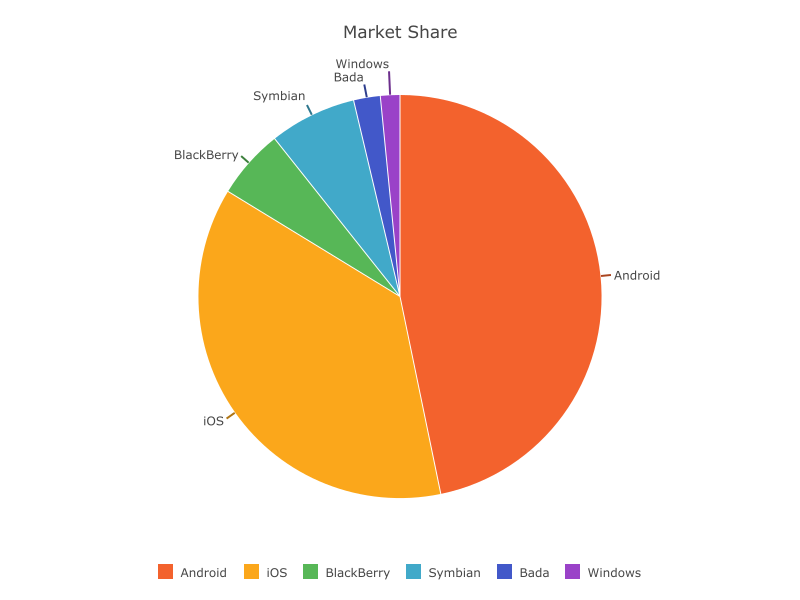 Market Share
Windows
Bada
Symbian
BlackBerry
Android
iOS
Android iOS BlackBerry Symbian Bada Windows